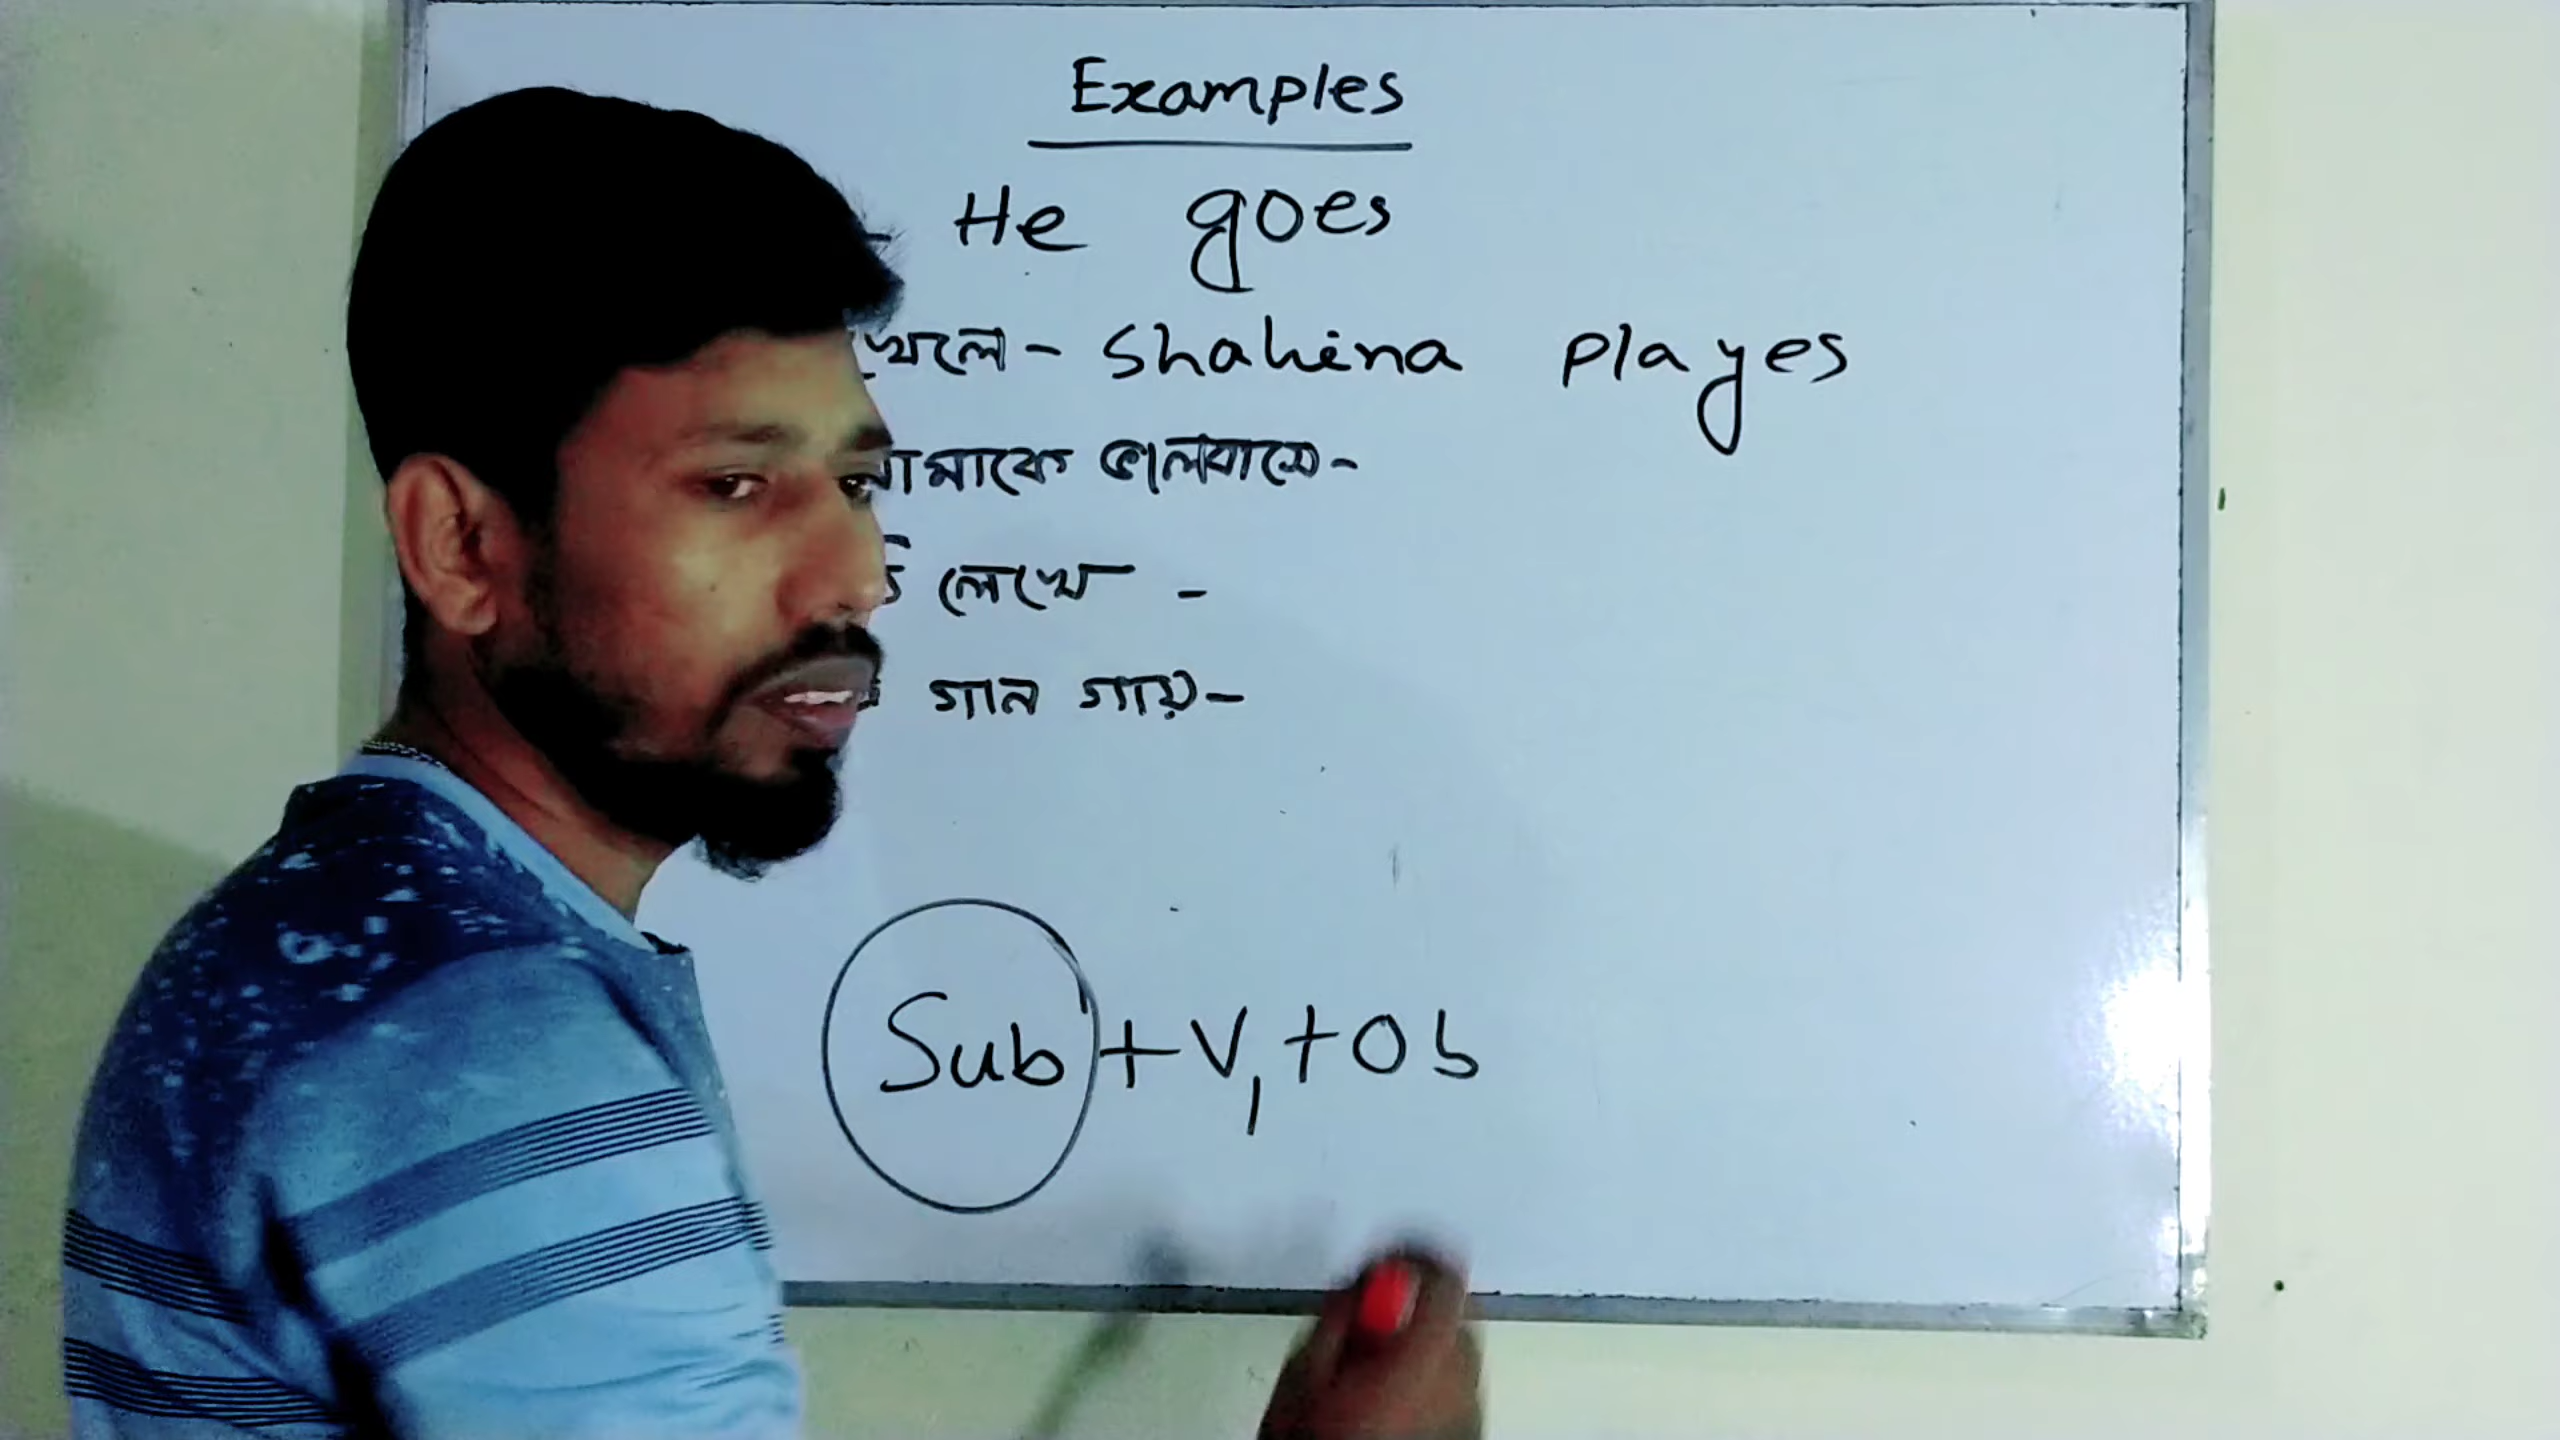 Examples
- He goes
খেলে - Shahina playes
আমাকে ভালবাসে -
লেখে -
গান গায় -
Sub + V1 + Ob